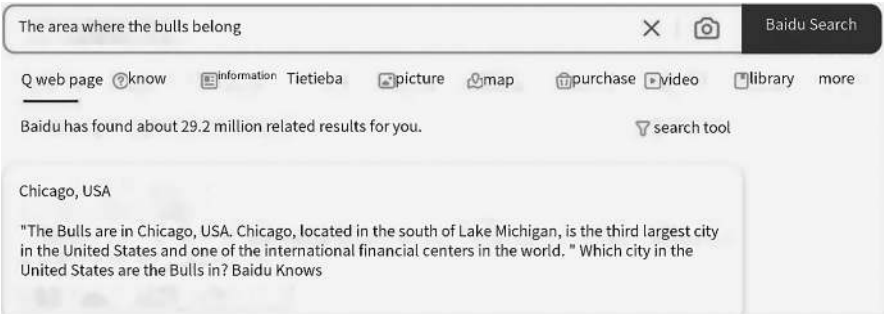 The area where the bulls belong
Baidu Search
Q web page know information Tietieba picture map purchase video library more
Baidu has found about 29.2 million related results for you. search tool
Chicago, USA
"The Bulls are in Chicago, USA. Chicago, located in the south of Lake Michigan, is the third largest city
in the United States and one of the international financial centers in the world. " Which city in the
United States are the Bulls in? Baidu Knows